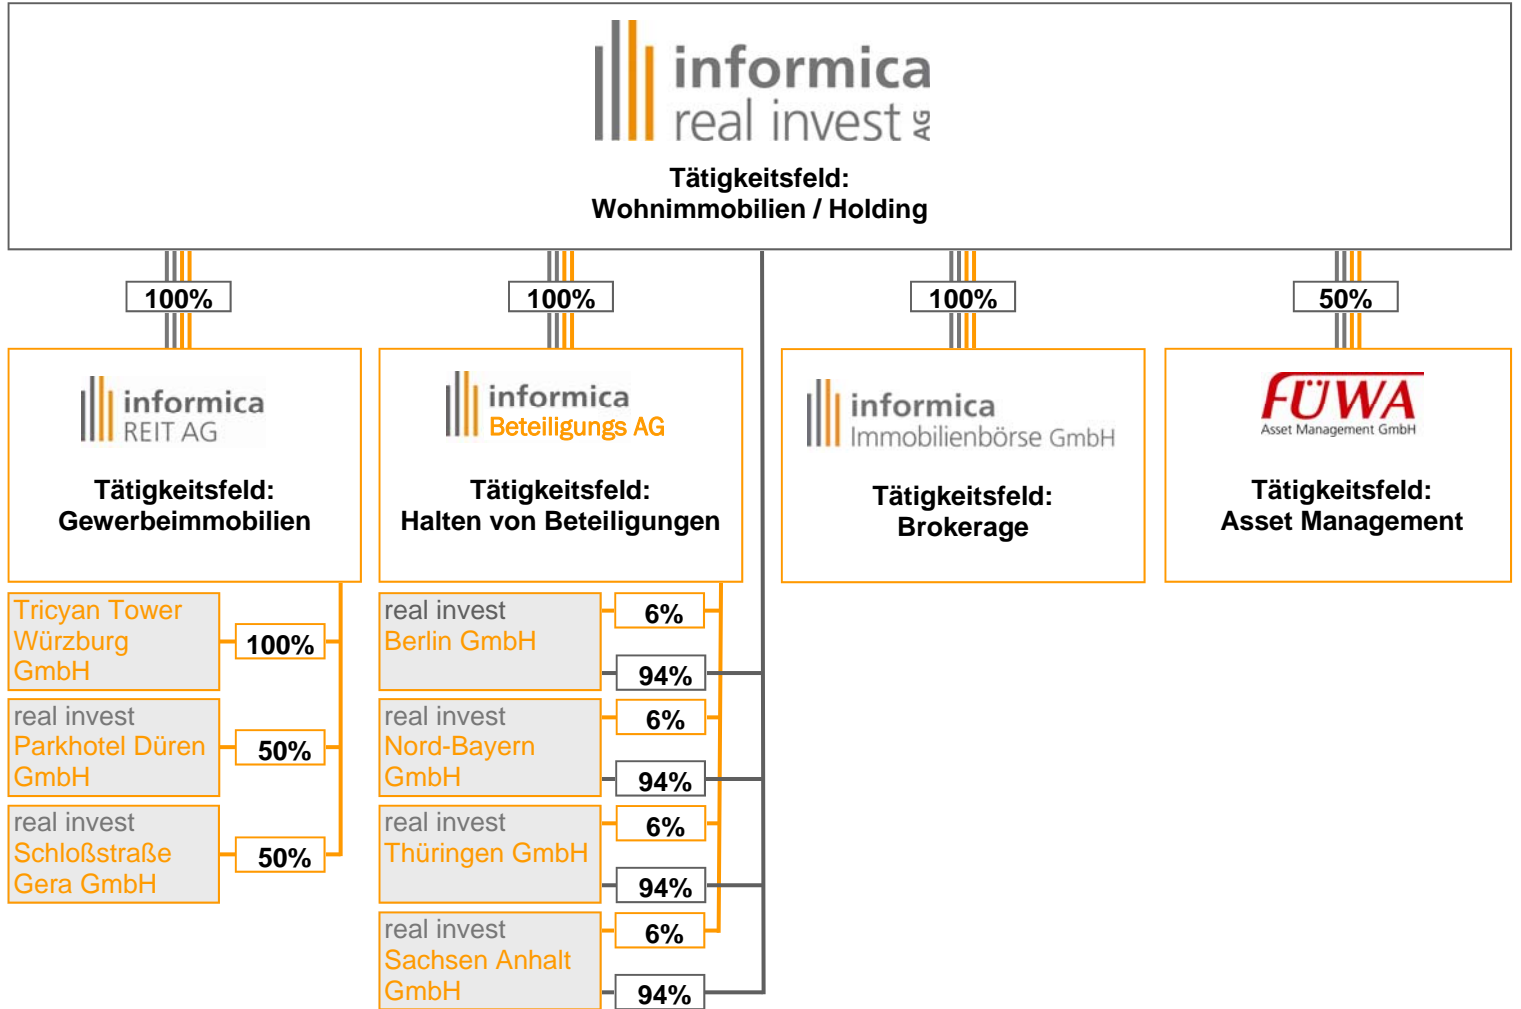 informica
real invest AG
Tätigkeitsfeld:
Wohnimmobilien / Holding
100%
100%
100%
50%
informica
REIT AG
Tätigkeitsfeld:
Gewerbeimmobilien
informica
Beteiligungs AG
Tätigkeitsfeld:
Halten von Beteiligungen
informica
Immobilienbörse GmbH
Tätigkeitsfeld:
Brokerage
FÜWA
Asset Management GmbH
Tätigkeitsfeld:
Asset Management
Tricyan Tower
Würzburg
GmbH
100%
real invest
Parkhotel Düren
GmbH
50%
real invest
Schloßstraße
Gera GmbH
50%
real invest
Berlin GmbH
6%
94%
real invest
Nord-Bayern
GmbH
6%
94%
real invest
Thüringen GmbH
6%
94%
real invest
Sachsen Anhalt
GmbH
6%
94%